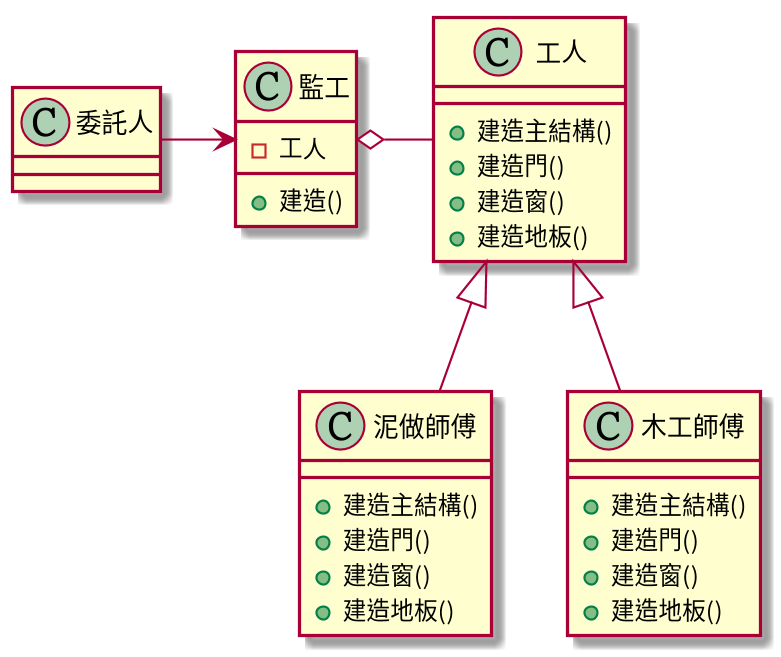 C 委託人
C 監工
工人
建造()
C 工人
建造主結構()
建造門()
建造窗()
建造地板()
C 泥做師傅
建造主結構()
建造門()
建造窗()
建造地板()
C 木工師傅
建造主結構()
建造門()
建造窗()
建造地板()